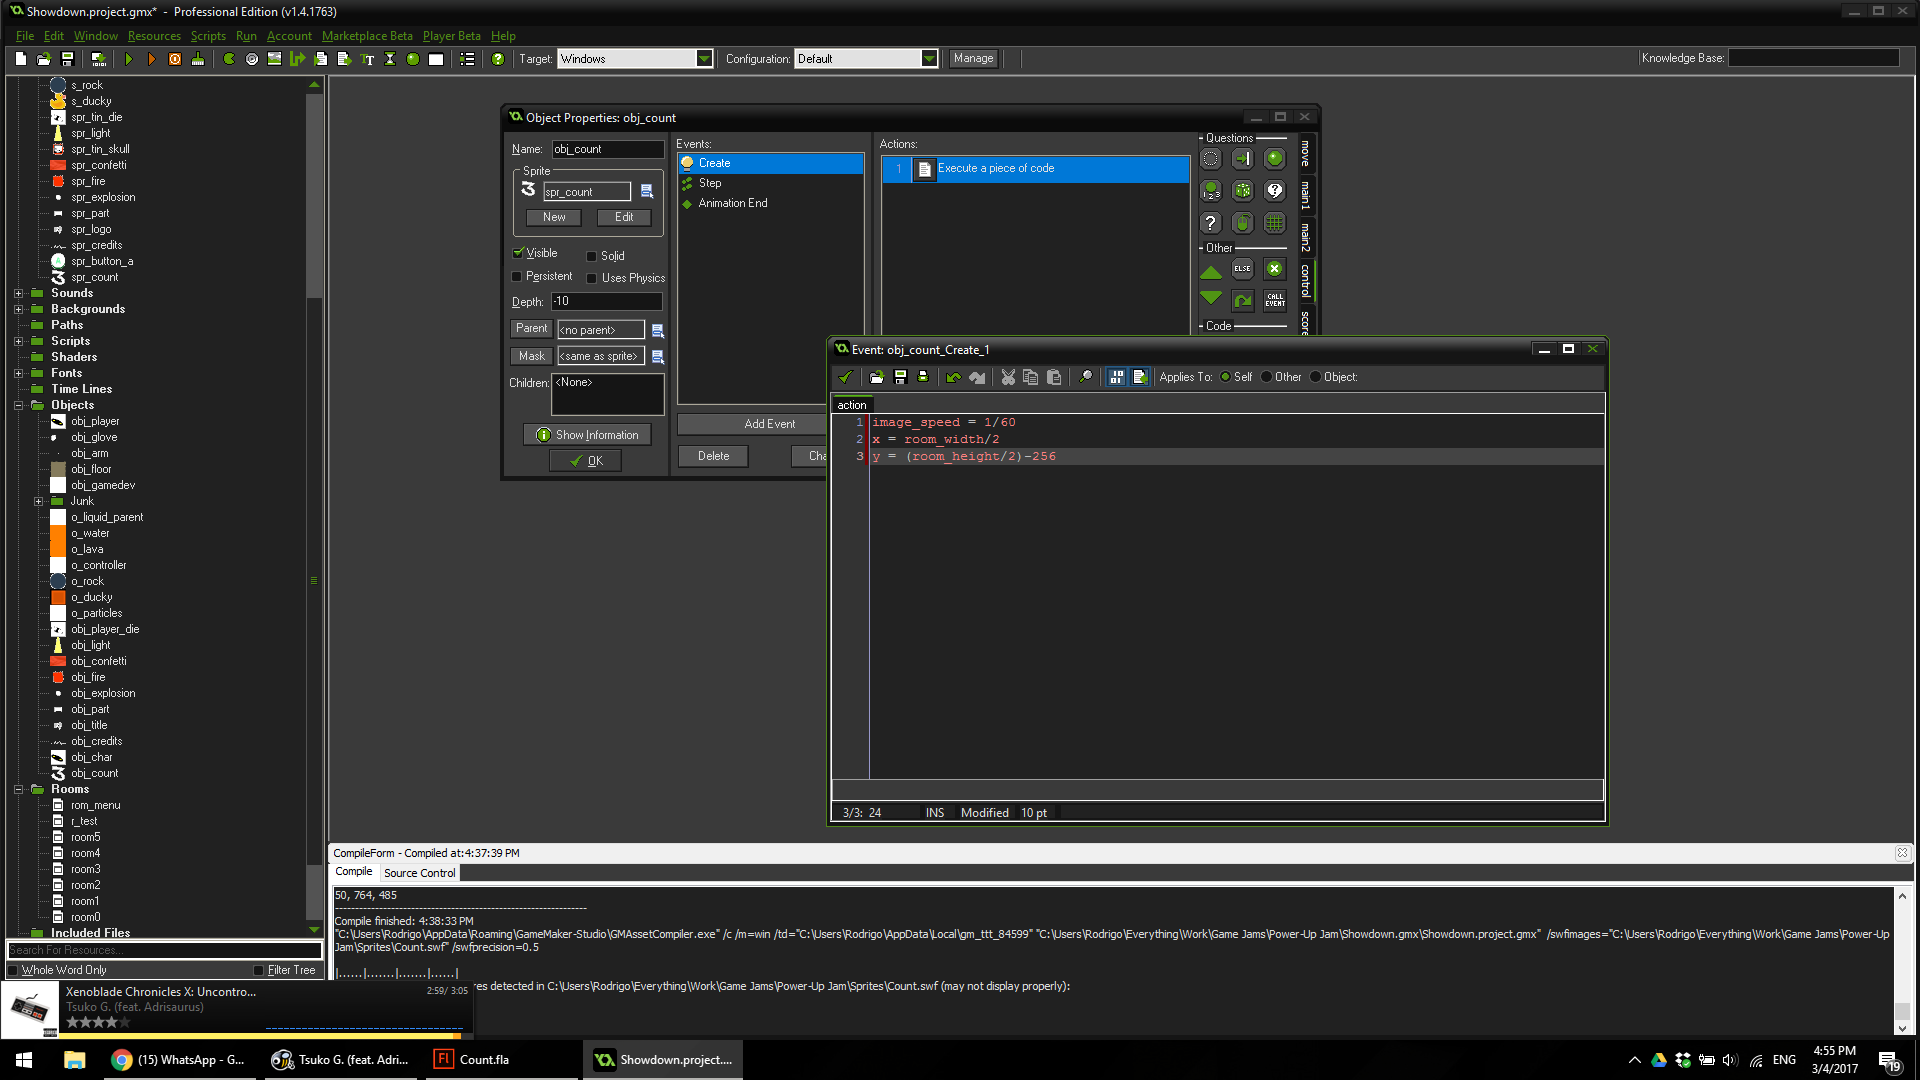 Showdown.project.gmx* - Professional Edition (v1.4.1763)
File Edit Window Resources Scripts Run Account Marketplace Beta Player Beta Help
Target: Windows Configuration: Default Manage Knowledge Base:
s_rock
s_ducky
spr_tin_die
spr_light
spr_tin_skull
spr_confetti
spr_fire
spr_explosion
spr_part
spr_logo
spr_credits
spr_button_a
spr_count
Sounds
Backgrounds
Paths
Scripts
Shaders
Fonts
Time Lines
Objects
obj_player
obj_glove
obj_arm
obj_floor
obj_gamedev
Junk
o_liquid_parent
o_water
o_lava
o_controller
o_rock
o_ducky
o_particles
obj_player_die
obj_light
obj_confetti
obj_fire
obj_explosion
obj_part
obj_title
obj_credits
obj_char
obj_count
Rooms
rom_menu
r_test
room5
room4
room3
room2
room1
room0
Included Files
Search For Resources...
Whole Word Only Filter Tree
Object Properties: obj_count
Name: obj_count
Sprite
spr_count
New Edit
Visible Solid
Persistent Uses Physics
Depth: -10
Parent <no parent>
Mask <same as sprite>
Children: <None>
Show Information
OK
Events:
Create
Step
Animation End
Add Event
Delete Cha
Actions:
1 Execute a piece of code
Questions
Other
ELSE
CALL EVENT
Code
move
main1
main2
control
score
Event: obj_count_Create_1
Applies To: Self Other Object:
action
1 image_speed = 1/60
2 x = room_width/2
3 y = (room_height/2)-256
3/3: 24 INS Modified 10 pt
CompileForm - Compiled at:4:37:39 PM
Compile Source Control
50, 764, 485
Compile finished: 4:38:33 PM
"C:\Users\Rodrigo\AppData\Roaming\GameMaker-Studio\GMAssetCompiler.exe" /c /m=win /td="C:\Users\Rodrigo\AppData\Local\gm_ttt_84599" "C:\Users\Rodrigo\Everything\Work\Game Jams\Power-Up Jam\Showdown.gmx\Showdown.project.gmx" /swfimages="C:\Users\Rodrigo\Everything\Work\Game Jams\Power-Up
Jam\Sprites\Count.swf" /swfprecision=0.5
|......|.......|.......|......|
res detected in C:\Users\Rodrigo\Everything\Work\Game Jams\Power-Up Jam\Sprites\Count.swf (may not display properly):
Xenoblade Chronicles X: Uncontro... 2:59/ 3:05
Tsuko G. (feat. Adrisaurus)
(15) WhatsApp - G... Tsuko G. (feat. Adri... Fl Count.fla Showdown.project.... ENG 4:55 PM
3/4/2017 19